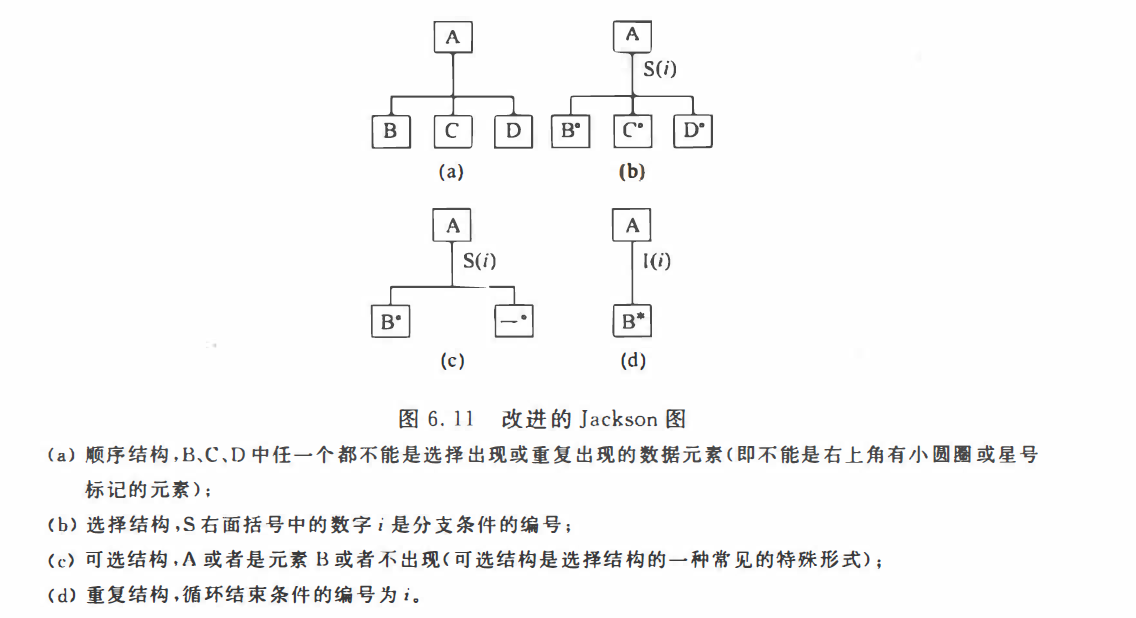 A A
S(i)
B C D B° C° D°
(a) (b)
A A
S(i) I(i)
B° —° B*
(c) (d)
图 6.11 改进的 Jackson 图
(a) 顺序结构,B、C、D 中任一个都不能是选择出现或重复出现的数据元素(即不能是右上角有小圆圈或星号
标记的元素);
(b) 选择结构,S 右面括号中的数字 i 是分支条件的编号;
(c) 可选结构,A 或者是元素 B 或者不出现(可选结构是选择结构的一种常见的特殊形式);
(d) 重复结构,循环结束条件的编号为 i。